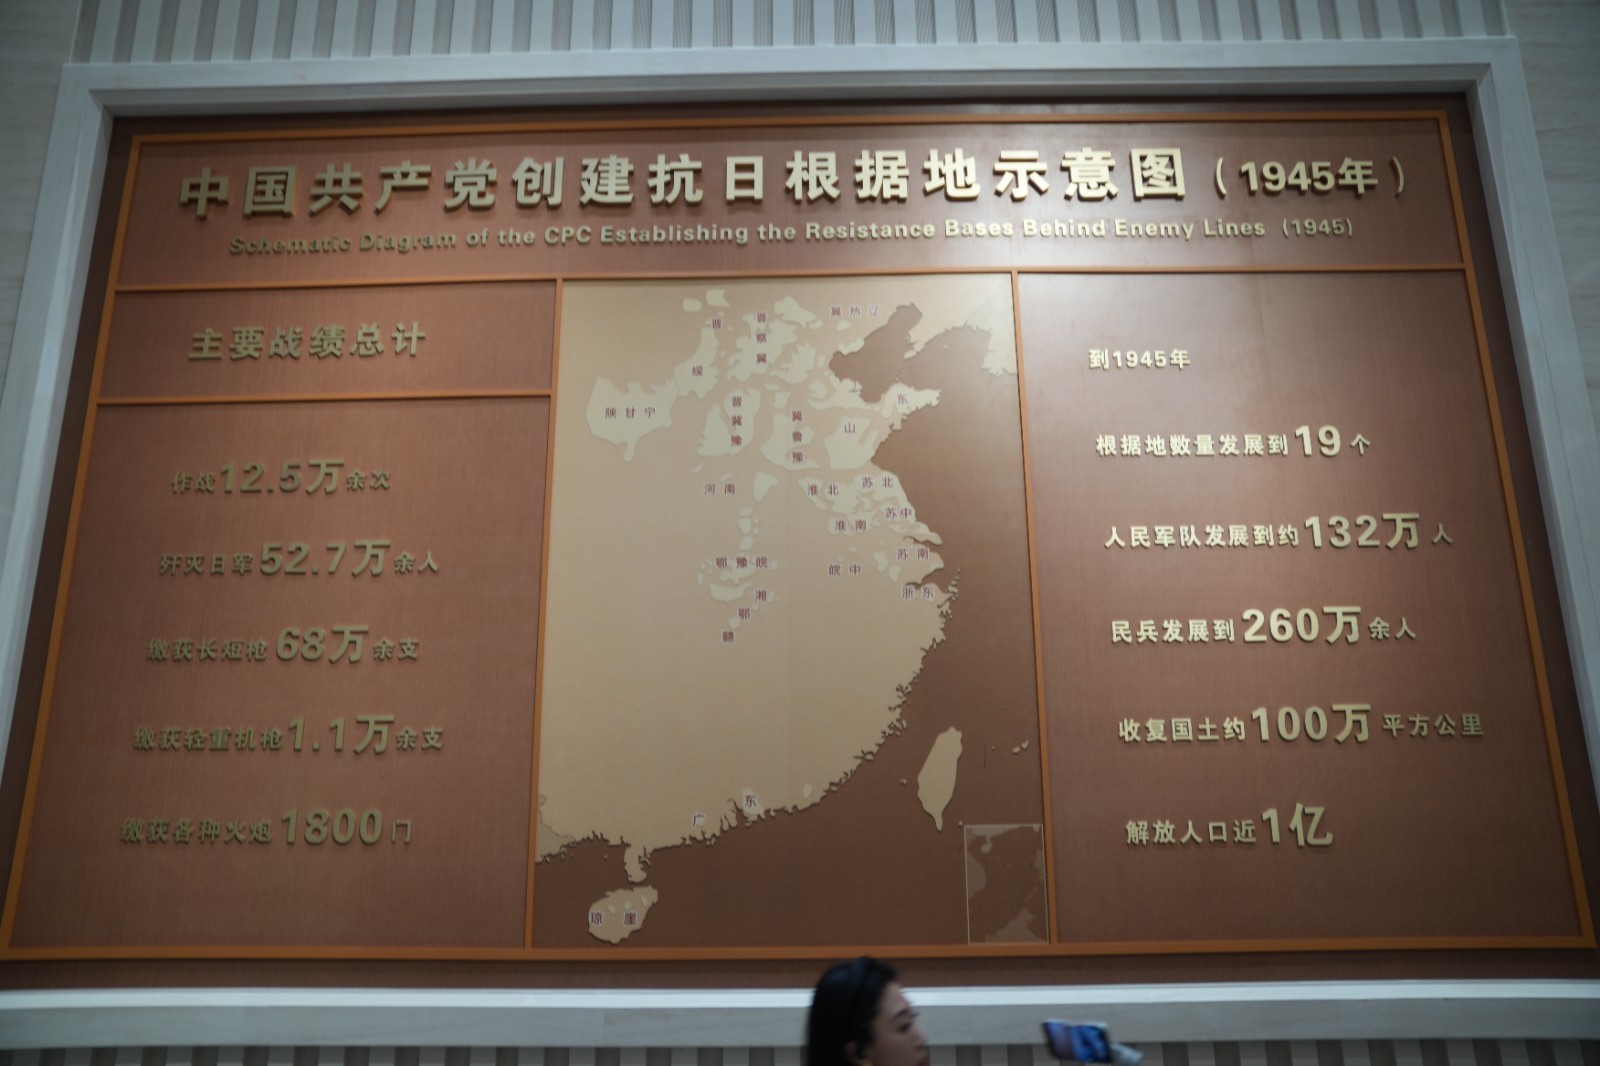 中国共产党创建抗日根据地示意图（1945年）
Schematic Diagram of the CPC Establishing the Resistance Bases Behind Enemy Lines (1945)
主要战绩总计
作战12.5万余次
歼灭日军52.7万余人
缴获长短枪68万余支
缴获轻重机枪1.1万余支
缴获各种火炮1800门
晋绥
晋察冀
冀热辽
陕甘宁
晋冀豫
冀鲁豫
山东
河南
淮北
苏北
淮南
苏中
鄂豫皖
皖中
苏南
浙东
湘鄂赣
广东
琼崖
到1945年
根据地数量发展到19个
人民军队发展到约132万人
民兵发展到260万余人
收复国土约100万平方公里
解放人口近1亿